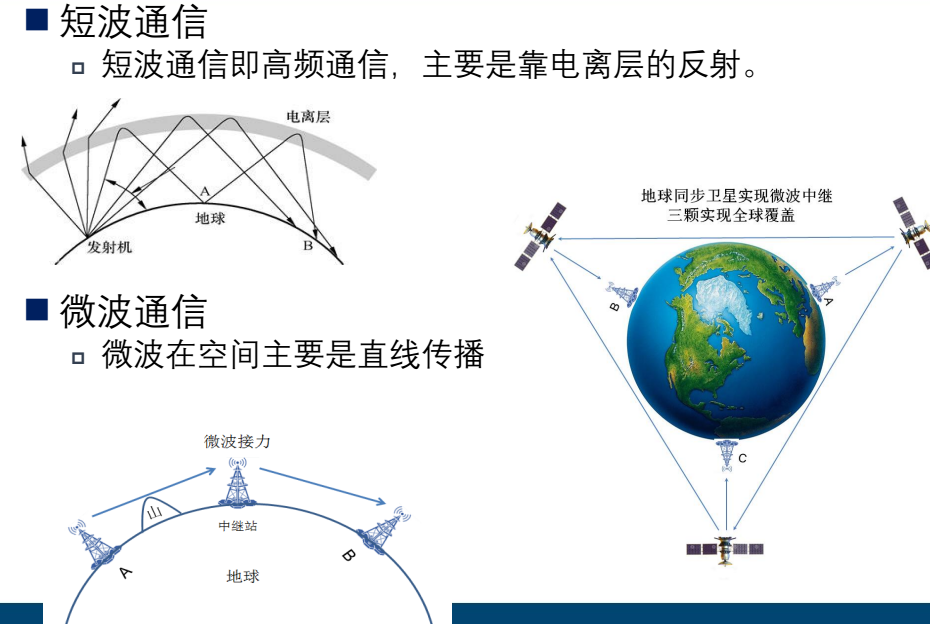 短波通信
短波通信即高频通信，主要是靠电离层的反射。
电离层
A
地球
发射机
B
微波通信
微波在空间主要是直线传播
微波接力
山
中继站
A
B
地球
地球同步卫星实现微波中继
三颗实现全球覆盖
B
A
C